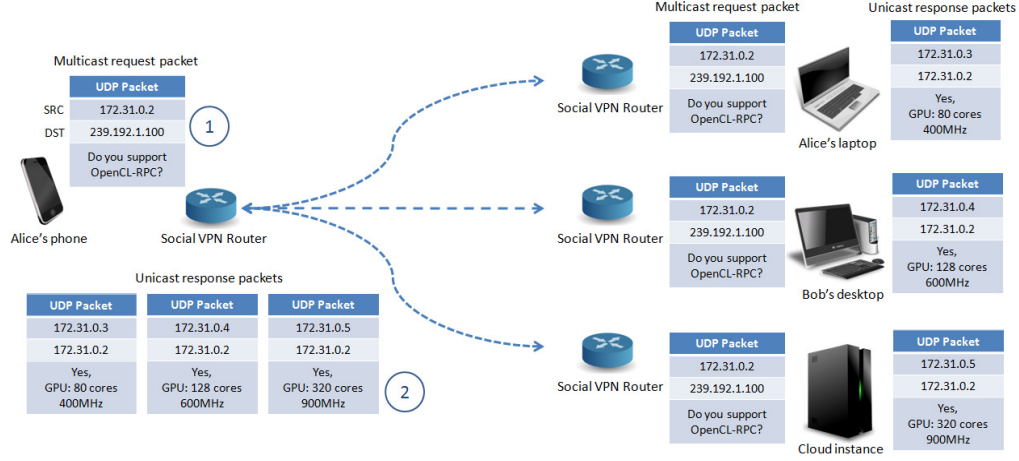 Multicast request packet
UDP Packet
SRC 172.31.0.2
DST 239.192.1.100
Do you support
OpenCL-RPC?
1
Alice's phone
Social VPN Router
Unicast response packets
UDP Packet
172.31.0.3
172.31.0.2
Yes,
GPU: 80 cores
400MHz
UDP Packet
172.31.0.4
172.31.0.2
Yes,
GPU: 128 cores
600MHz
UDP Packet
172.31.0.5
172.31.0.2
Yes,
GPU: 320 cores
900MHz
2
Multicast request packet
Unicast response packets
Social VPN Router
UDP Packet
172.31.0.2
239.192.1.100
Do you support
OpenCL-RPC?
Alice's laptop
UDP Packet
172.31.0.3
172.31.0.2
Yes,
GPU: 80 cores
400MHz
Social VPN Router
UDP Packet
172.31.0.2
239.192.1.100
Do you support
OpenCL-RPC?
Bob's desktop
UDP Packet
172.31.0.4
172.31.0.2
Yes,
GPU: 128 cores
600MHz
Social VPN Router
UDP Packet
172.31.0.2
239.192.1.100
Do you support
OpenCL-RPC?
Cloud instance
UDP Packet
172.31.0.5
172.31.0.2
Yes,
GPU: 320 cores
900MHz